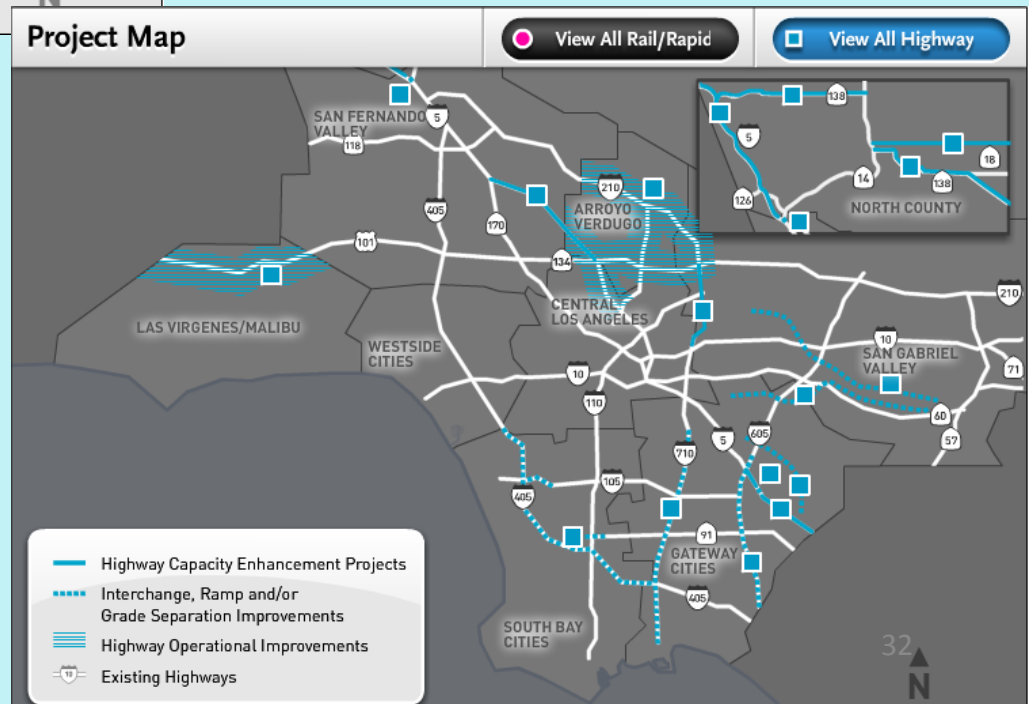 N
Project Map
View All Rail/Rapid
View All Highway
SAN FERNANDO
VALLEY
5
118
405
170
101
134
210
ARROYO
VERDUGO
138
5
18
14
138
126
NORTH COUNTY
LAS VIRGENES/MALIBU
CENTRAL
LOS ANGELES
WESTSIDE
CITIES
210
10
SAN GABRIEL
VALLEY
71
10
110
60
57
5
605
710
405
105
91
GATEWAY
CITIES
405
SOUTH BAY
CITIES
Highway Capacity Enhancement Projects
Interchange, Ramp and/or
Grade Separation Improvements
Highway Operational Improvements
10
Existing Highways
32
N